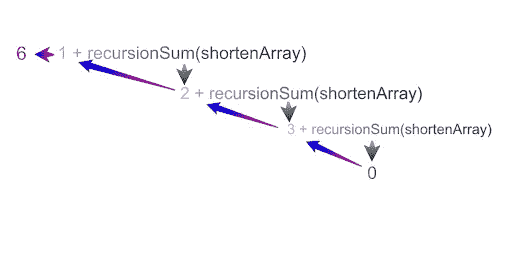 6 1 + recursionSum(shortenArray)
2 + recursionSum(shortenArray)
3 + recursionSum(shortenArray)
0